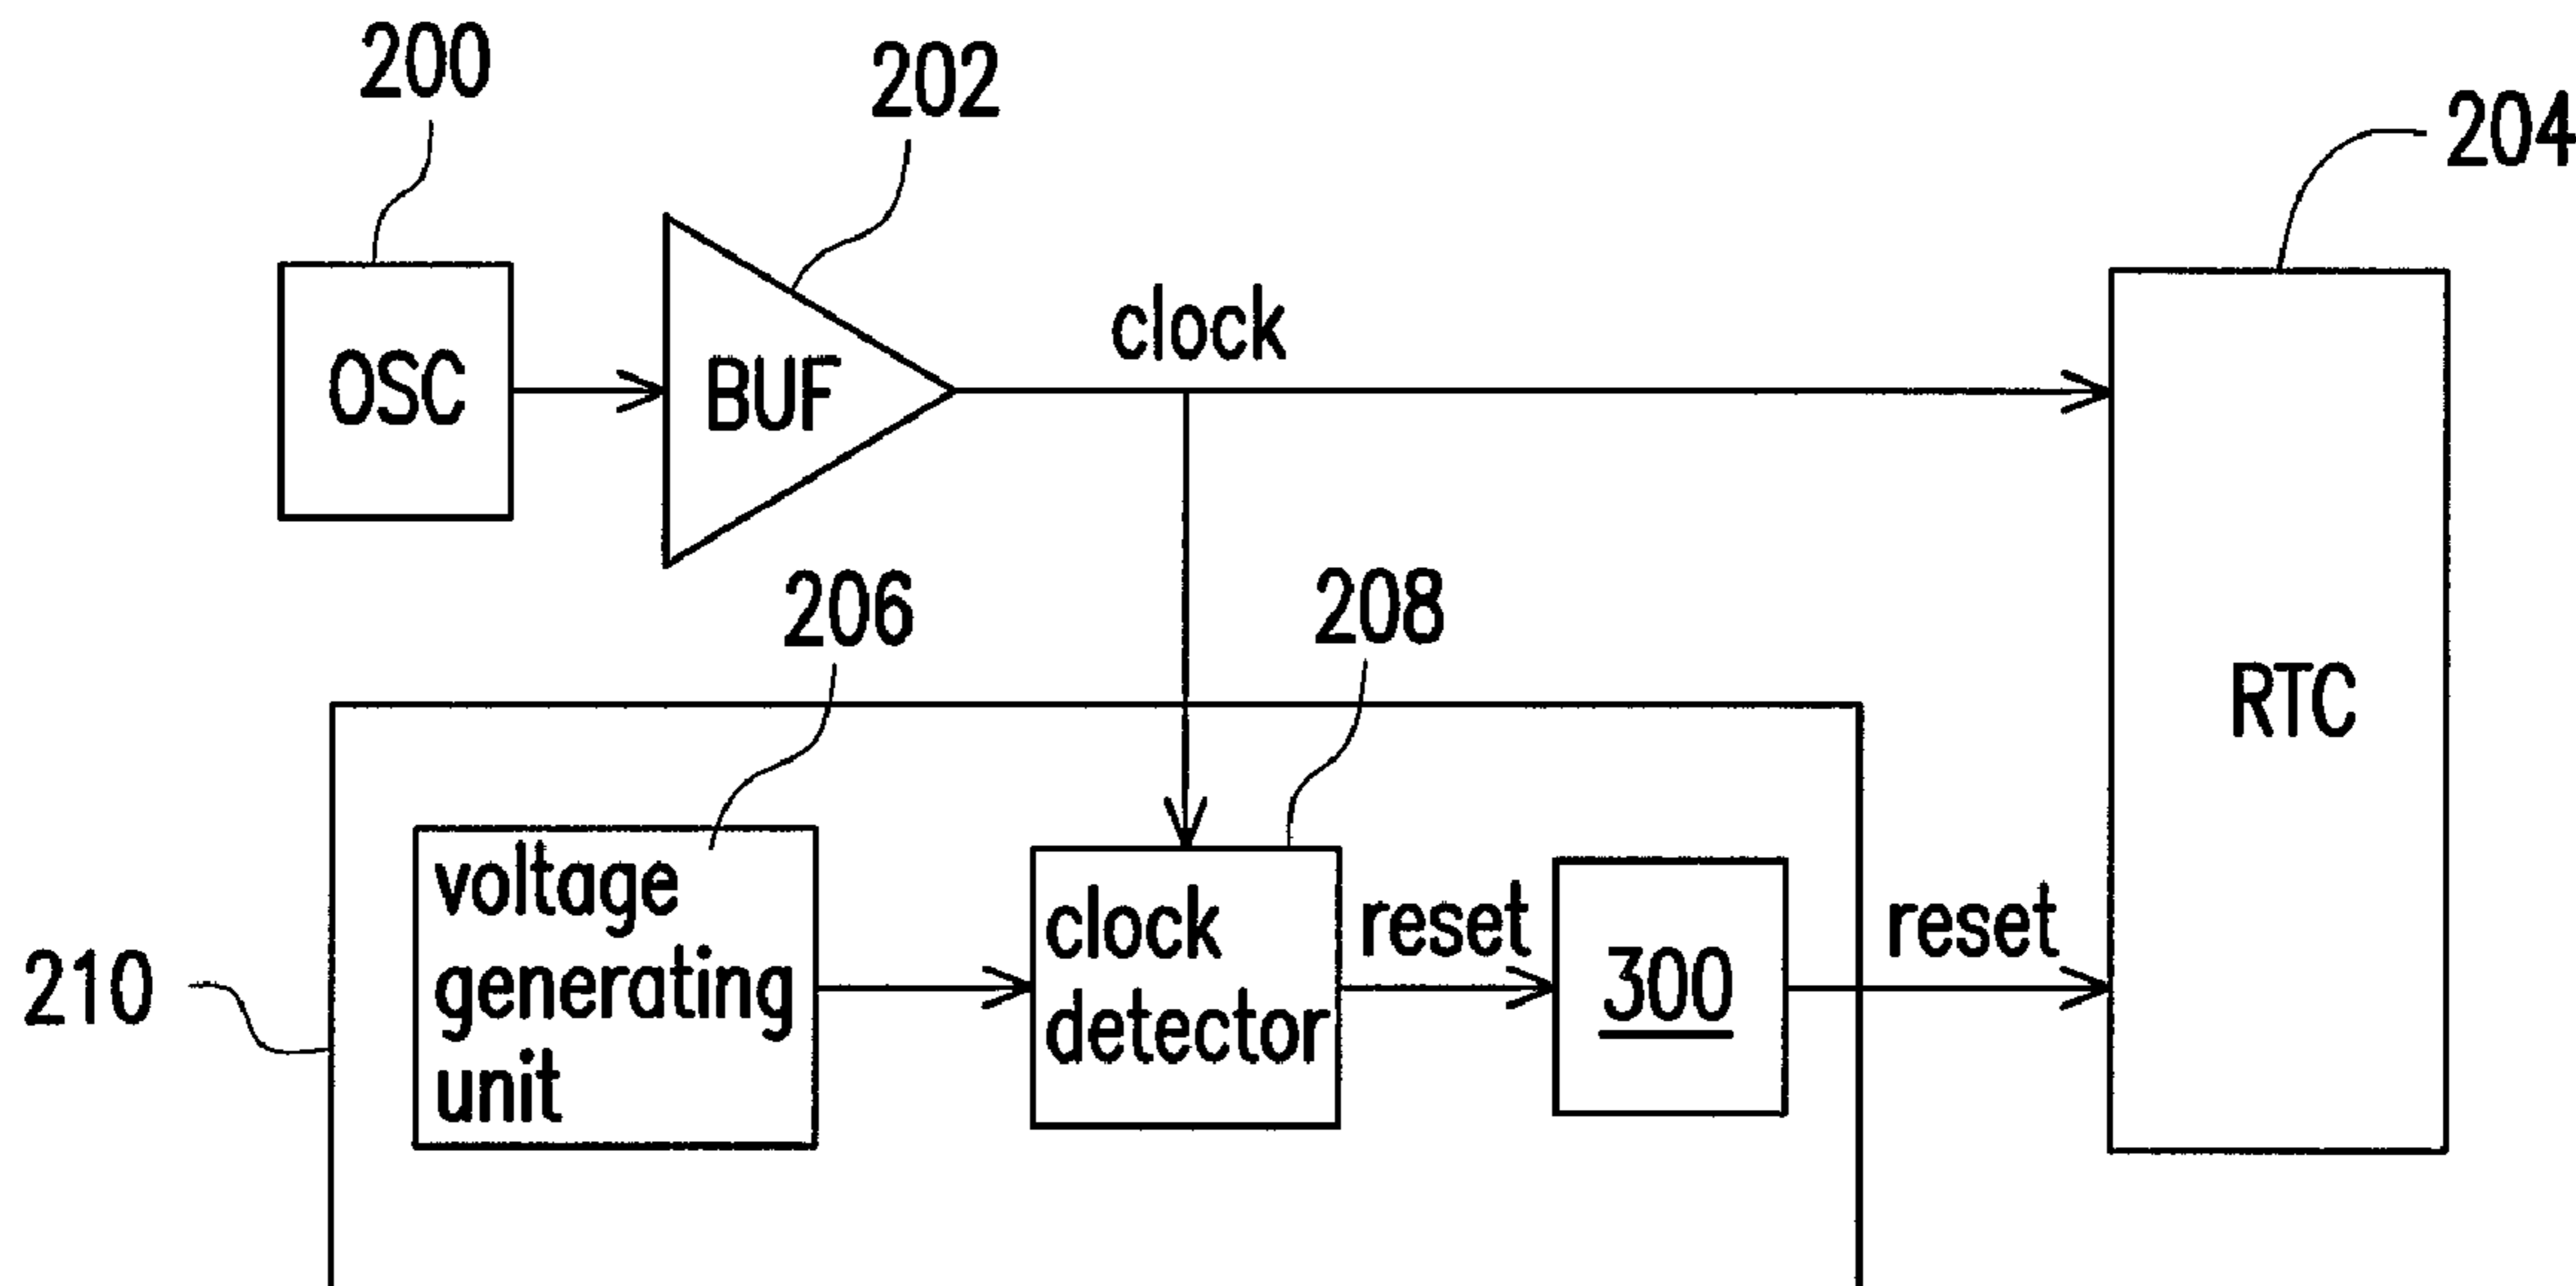 200
202
204
clock
OSC
BUF
206
208
RTC
voltage
generating
unit
clock
detector
reset
300
reset
210